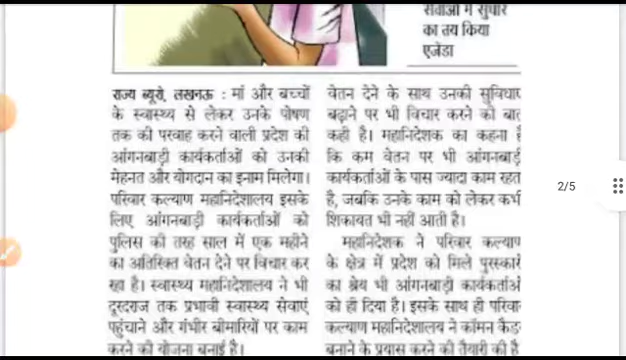 सेवाओं में सुधार
का तय किया
एजेंडा
राज्य ब्यूरो, लखनऊ : मां और बच्चों
के स्वास्थ्य से लेकर उनके पोषण
तक की परवाह करने वाली प्रदेश की
आंगनबाड़ी कार्यकर्ताओं को उनकी
मेहनत और योगदान का इनाम मिलेगा।
परिवार कल्याण महानिदेशालय इसके
लिए आंगनबाड़ी कार्यकर्ताओं को
पुलिस की तरह साल में एक महीने
का अतिरिक्त वेतन देने पर विचार कर
रहा है। स्वास्थ्य महानिदेशालय ने भी
दूरदराज तक प्रभावी स्वास्थ्य सेवाएं
पहुंचाने और गंभीर बीमारियों पर काम
करने की योजना बनाई है।
वेतन देने के साथ उनकी सुविधाए
बढ़ाने पर भी विचार करने की बात
कही है। महानिदेशक का कहना है
कि कम वेतन पर भी आंगनबाड़ी
कार्यकर्ताओं के पास ज्यादा काम रहत
है, जबकि उनके काम को लेकर कभी
शिकायत भी नहीं आती है।
महानिदेशक ने परिवार कल्याण
के क्षेत्र में प्रदेश को मिले पुरस्कारों
का श्रेय भी आंगनबाड़ी कार्यकर्ताओं
को ही दिया है। इसके साथ ही परिवा
कल्याण महानिदेशालय ने कॉमन कैड
बनाने के प्रयास करने की तैयारी की है
2/5